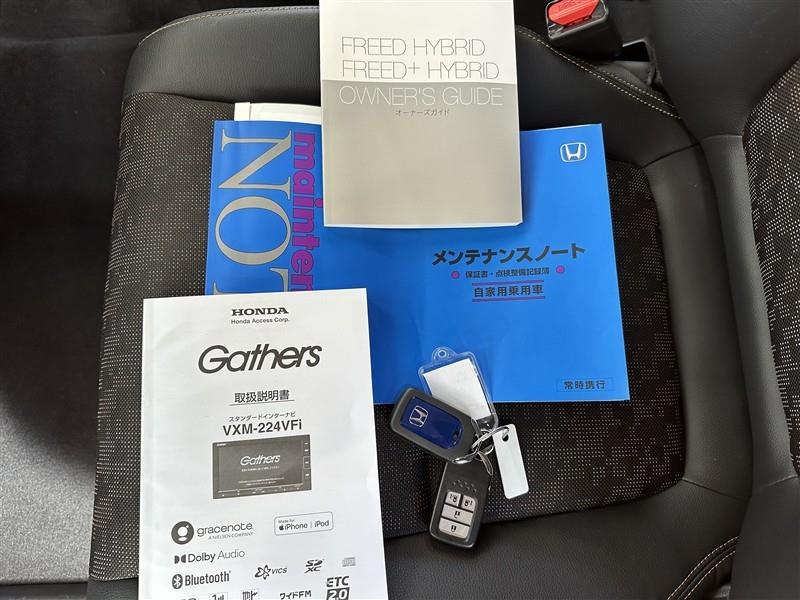 FREED HYBRID
FREED+ HYBRID
OWNER'S GUIDE
オーナーズガイド
メンテナンスノート
保証書・点検整備記録簿
自家用乗用車
常時携行
HONDA
Honda Access Corp.
Gathers
取扱説明書
スタンダードインターナビ
VXM-224VFi
Gathers
gracenote.
A NIELSEN COMPANY
Made for
iPhone | iPod
Dolby Audio
Bluetooth
VICS
SD
XC
ワイドFM
ETC
2.0